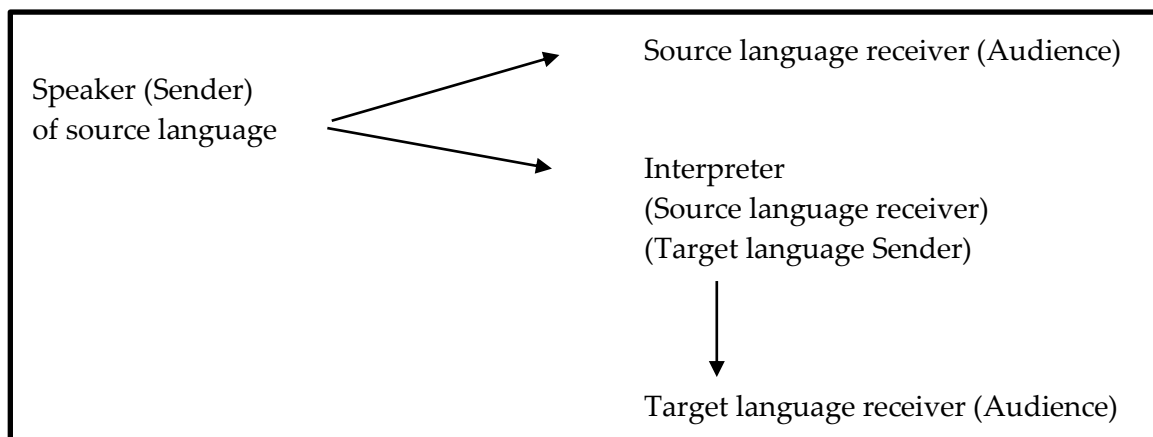 Source language receiver (Audience)
Speaker (Sender)
of source language
Interpreter
(Source language receiver)
(Target language Sender)
Target language receiver (Audience)